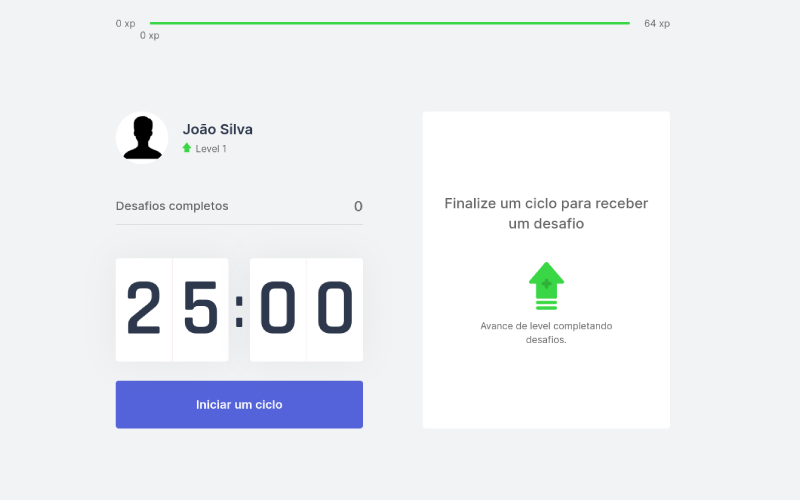 0 xp
64 xp
0 xp
João Silva
Level 1
Desafios completos
0
25:00
Iniciar um ciclo
Finalize um ciclo para receber
um desafio
Avance de level completando
desafios.